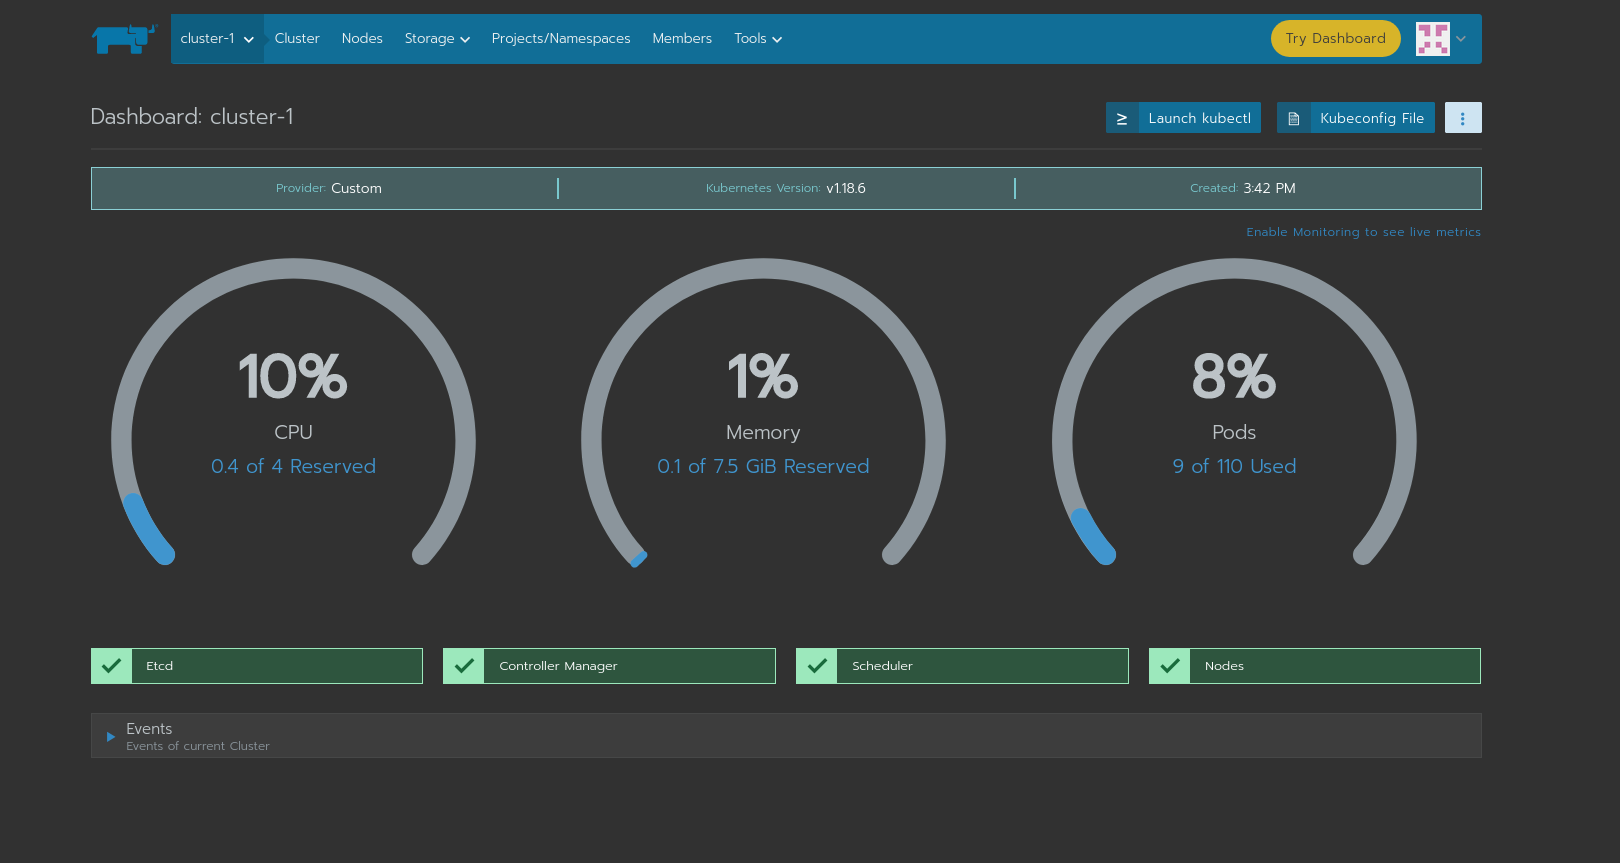 cluster-1 Cluster Nodes Storage Projects/Namespaces Members Tools Try Dashboard
Dashboard: cluster-1 Launch kubectl Kubeconfig File
Provider: Custom Kubernetes Version: v1.18.6 Created: 3:42 PM
Enable Monitoring to see live metrics
10% 1% 8%
CPU Memory Pods
0.4 of 4 Reserved 0.1 of 7.5 GiB Reserved 9 of 110 Used
Etcd Controller Manager Scheduler Nodes
Events
Events of current Cluster